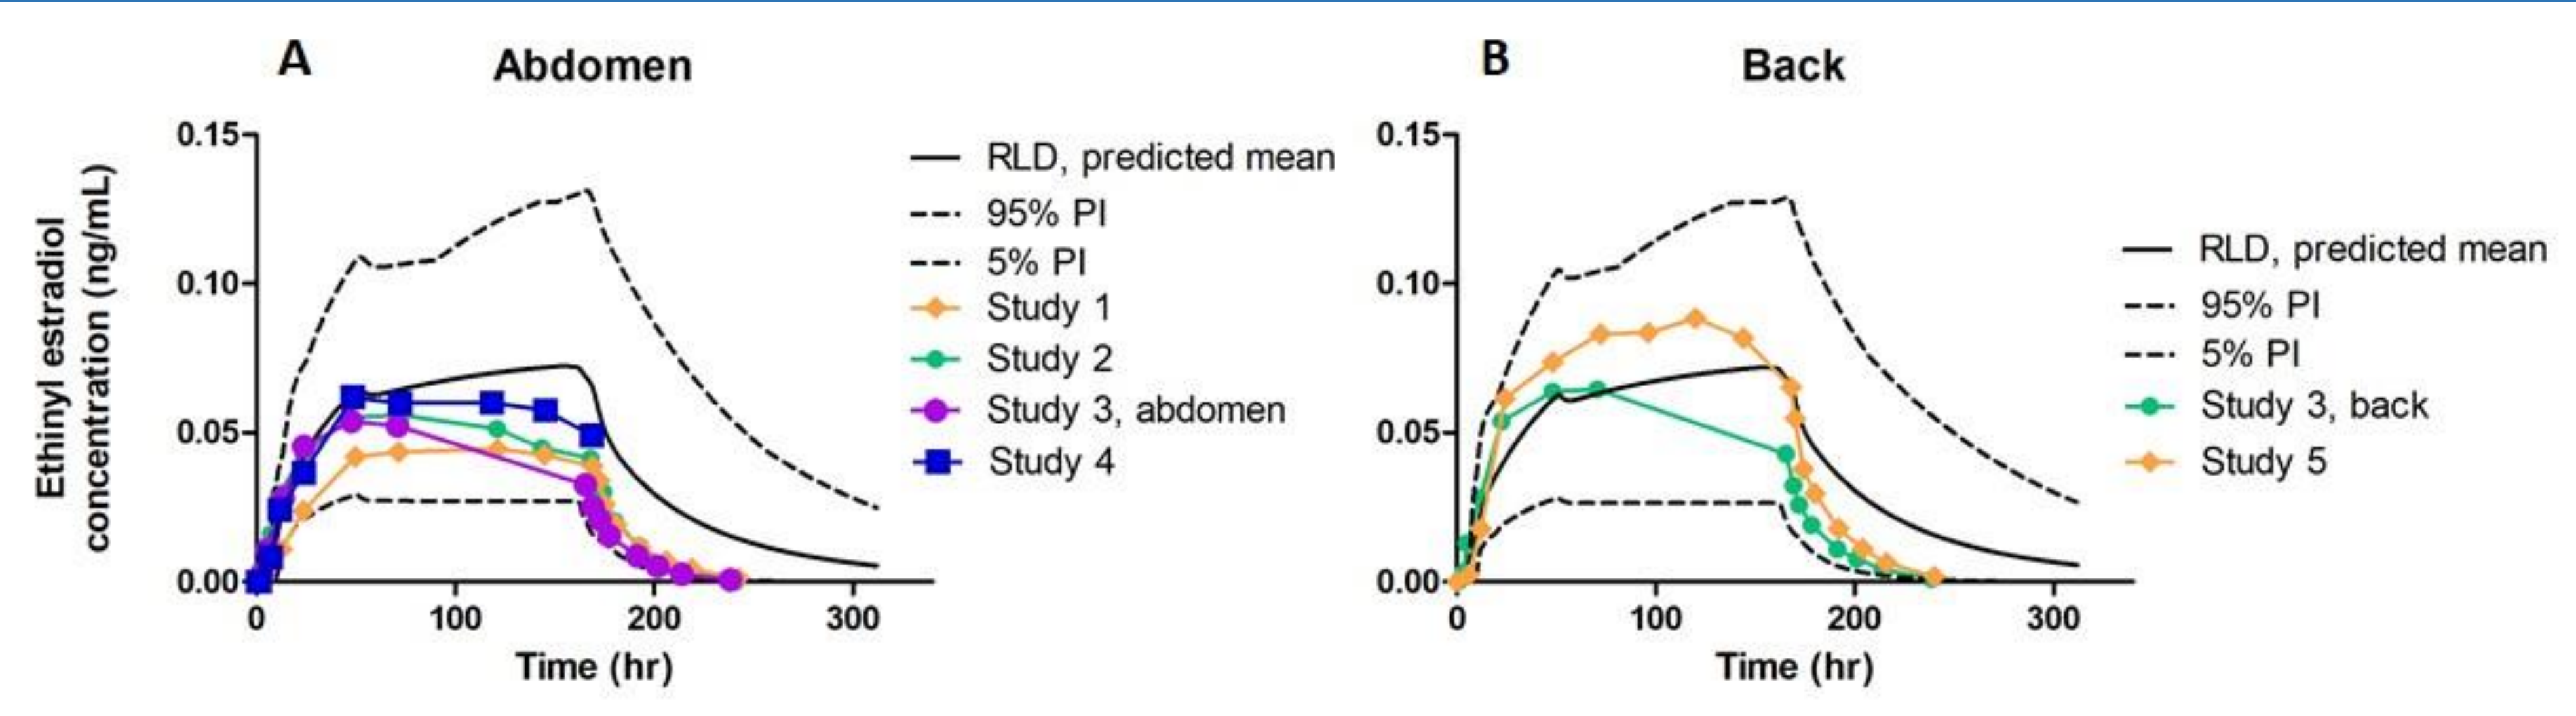 A
Abdomen
Ethinyl estradiol
concentration (ng/mL)
0.15
0.10
0.05
0.00
0
100
200
300
Time (hr)
RLD, predicted mean
95% PI
5% PI
Study 1
Study 2
Study 3, abdomen
Study 4
B
Back
0.15
0.10
0.05
0.00
0
100
200
300
Time (hr)
RLD, predicted mean
95% PI
5% PI
Study 3, back
Study 5